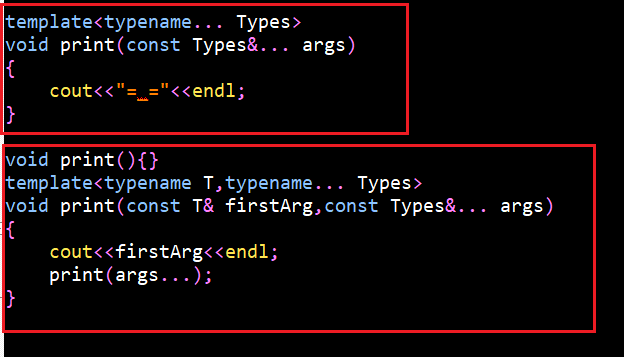 template<typename... Types>
void print(const Types&... args)
{
    cout<<"=_="<<endl;
}
void print(){}
template<typename T,typename... Types>
void print(const T& firstArg,const Types&... args)
{
    cout<<firstArg<<endl;
    print(args...);
}